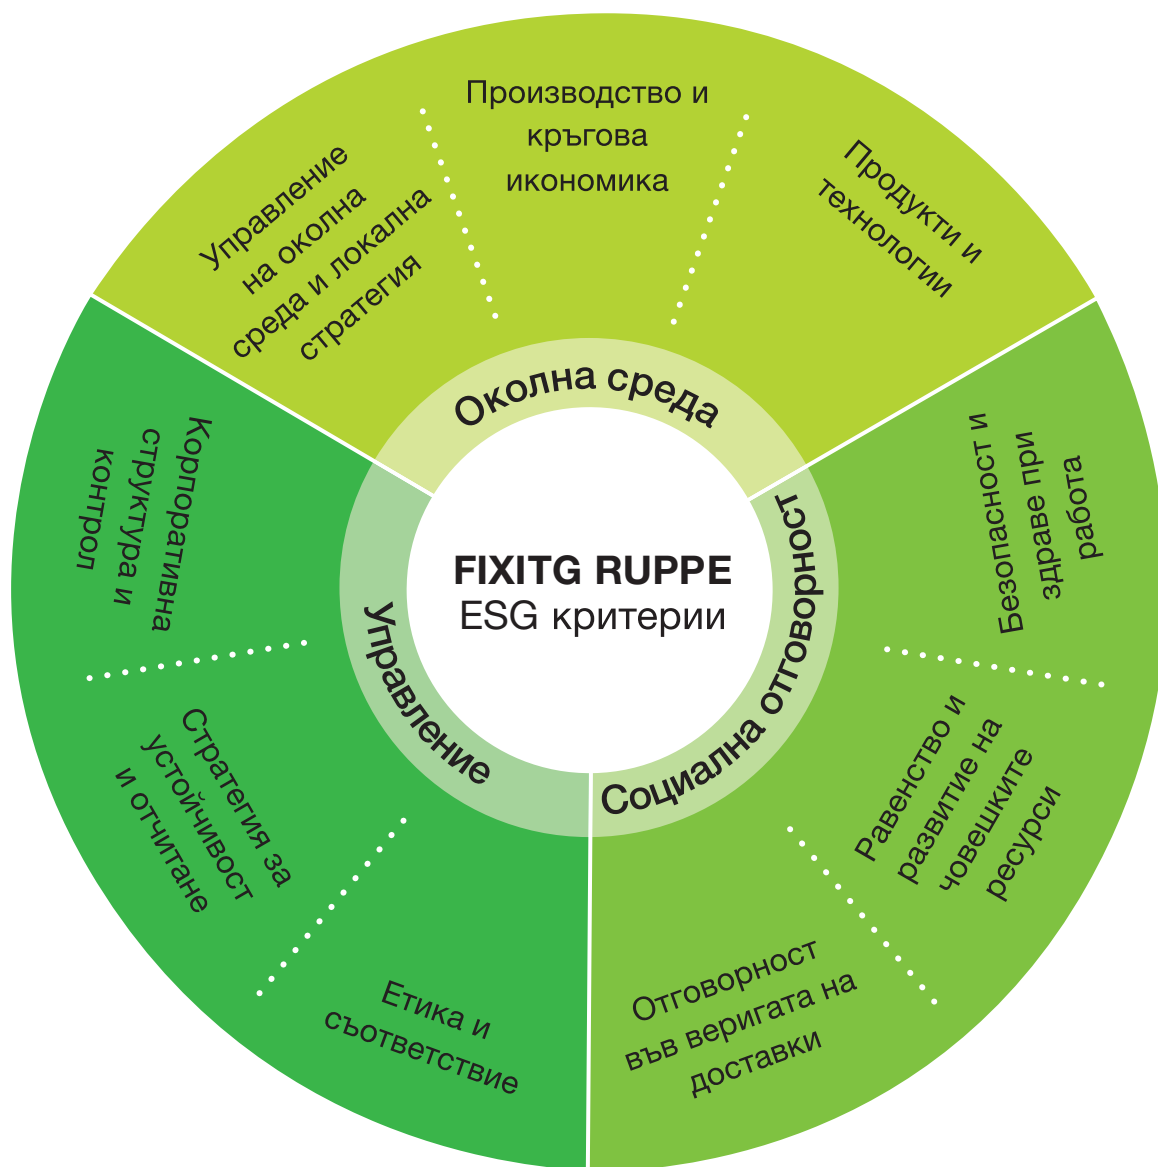 FIXITG RUPPE
ESG критерии
Околна среда
Управление
на околна
среда и локална
стратегия
Производство и
кръгова
икономика
Продукти и
технологии
Социална отговорност
Безопасност и
здраве при
работа
Равенство и
развитие на
човешките
ресурси
Отговорност
във веригата на
доставки
Управление
Етика и
съответствие
Стратегия за
устойчивост
и отчитане
Корпоративна
структура и
контрол